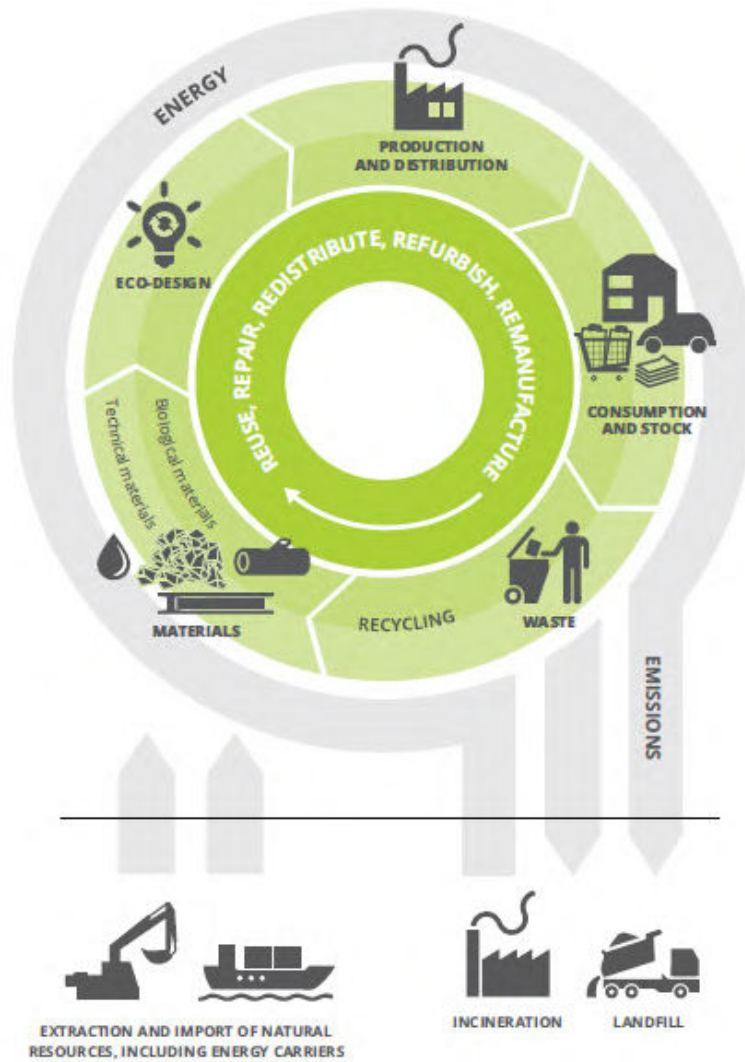 ENERGY
PRODUCTION
AND DISTRIBUTION
ECO-DESIGN
REUSE, REPAIR, REDISTRIBUTE, REFURBISH, REMANUFACTURE
CONSUMPTION
AND STOCK
Technical materials
Biological materials
MATERIALS
RECYCLING
WASTE
EMISSIONS
EXTRACTION AND IMPORT OF NATURAL
RESOURCES, INCLUDING ENERGY CARRIERS
INCINERATION
LANDFILL